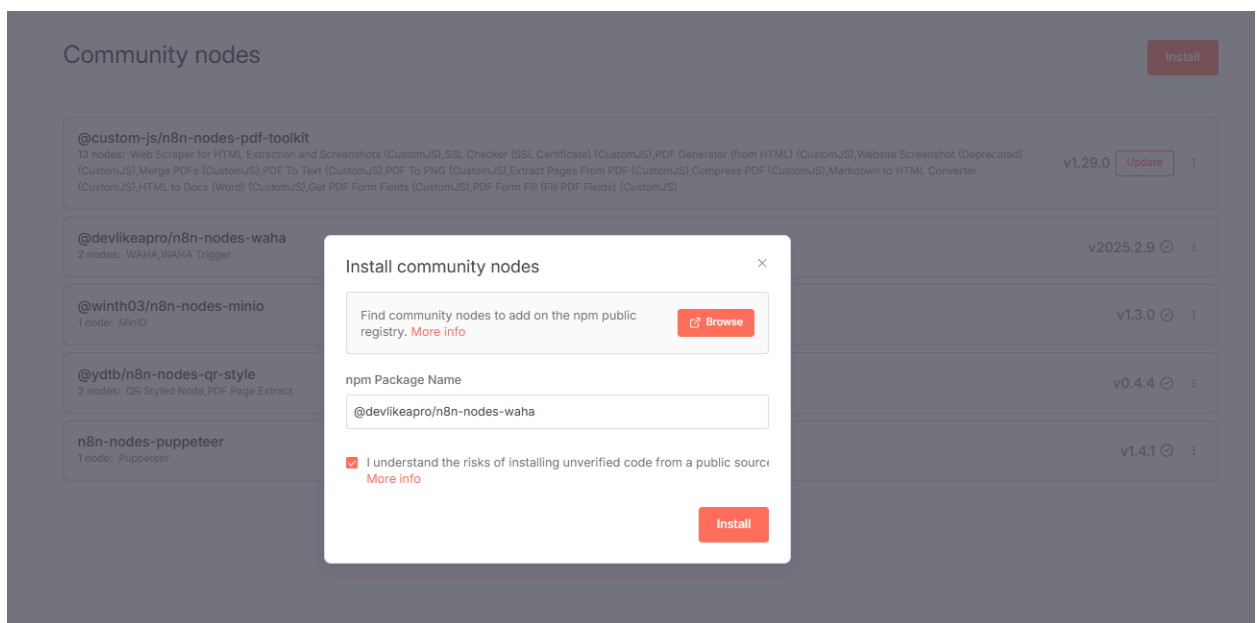 Community nodes
Install
@custom-js/n8n-nodes-pdf-toolkit
13 nodes: Web Scraper for HTML Extraction and Screenshots (CustomJS),SSL Checker (SSL Certificate) (CustomJS),PDF Generator (from HTML) (CustomJS),Website Screenshot (Deprecated)
(CustomJS),Merge PDFs (CustomJS),PDF To Text (CustomJS),PDF To PNG (CustomJS),Extract Pages From PDF (CustomJS),Compress PDF (CustomJS),Markdown to HTML Converter
(CustomJS),HTML to Docx (Word) (CustomJS),Get PDF Form Fields (CustomJS),PDF Form Fill (Fill PDF Fields) (CustomJS)
v1.29.0 Update
@devlikeapro/n8n-nodes-waha
2 nodes: WAHA,WAHA Trigger
v2025.2.9
@winth03/n8n-nodes-minio
1 node: MinIO
v1.3.0
@ydtb/n8n-nodes-qr-style
2 nodes: QR Styled Node,PDF Page Extract
v0.4.4
n8n-nodes-puppeteer
1 node: Puppeteer
v1.4.1
Install community nodes
Find community nodes to add on the npm public
registry. More info
Browse
npm Package Name
@devlikeapro/n8n-nodes-waha
I understand the risks of installing unverified code from a public source
More info
Install